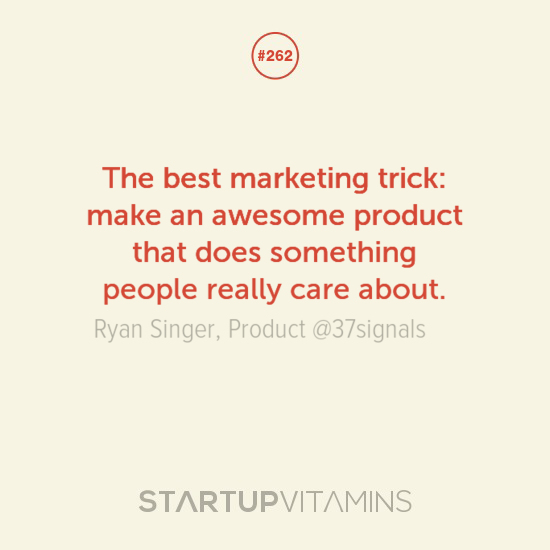 #262
The best marketing trick:
make an awesome product
that does something
people really care about.
Ryan Singer, Product @37signals
STARTUPVITAMINS